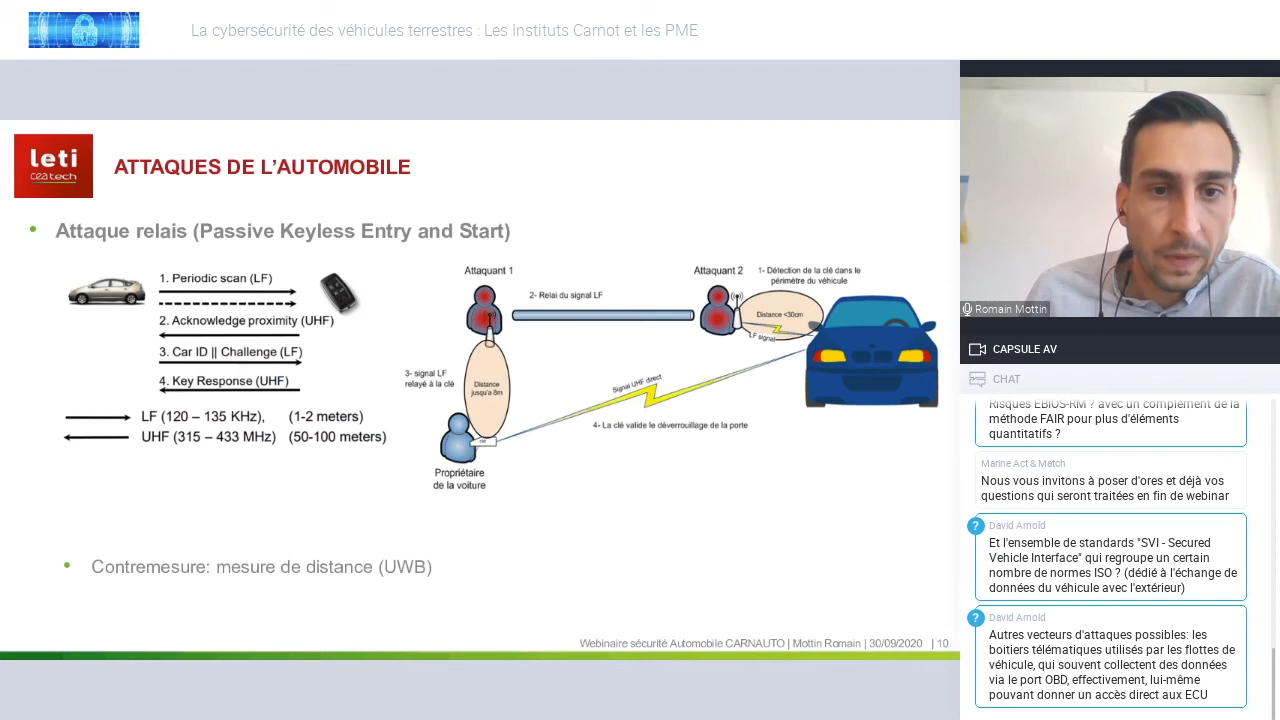 La cybersécurité des véhicules terrestres : Les Instituts Carnot et les PME
leti
ceatech
ATTAQUES DE L'AUTOMOBILE
• Attaque relais (Passive Keyless Entry and Start)
1. Periodic scan (LF)
2. Acknowledge proximity (UHF)
3. Car ID || Challenge (LF)
4. Key Response (UHF)
LF (120 – 135 KHz), (1-2 meters)
UHF (315 – 433 MHz) (50-100 meters)
Attaquant 1
2- Relai du signal LF
Attaquant 2
1- Détection de la clé dans le
périmètre du véhicule
Distance <30cm
LF signal
3- signal LF
relayé à la clé
Distance
jusqu'a 8m
Signal UHF direct
4- La clé valide le déverrouillage de la porte
Propriétaire
de la voiture
• Contremesure: mesure de distance (UWB)
Webinaire sécurité Automobile CARNAUTO | Mottin Romain | 30/09/2020 | 10
Romain Mottin
CAPSULE AV
CHAT
Risques EBIOS-RM ? avec un complément de la
méthode FAIR pour plus d'éléments
quantitatifs ?
Marine Act & Match
Nous vous invitons à poser d'ores et déjà vos
questions qui seront traitées en fin de webinar
?
David Arnold
Et l'ensemble de standards "SVI - Secured
Vehicle Interface" qui regroupe un certain
nombre de normes ISO ? (dédié à l'échange de
données du véhicule avec l'extérieur)
?
David Arnold
Autres vecteurs d'attaques possibles: les
boitiers télématiques utilisés par les flottes de
véhicule, qui souvent collectent des données
via le port OBD, effectivement, lui-même
pouvant donner un accès direct aux ECU